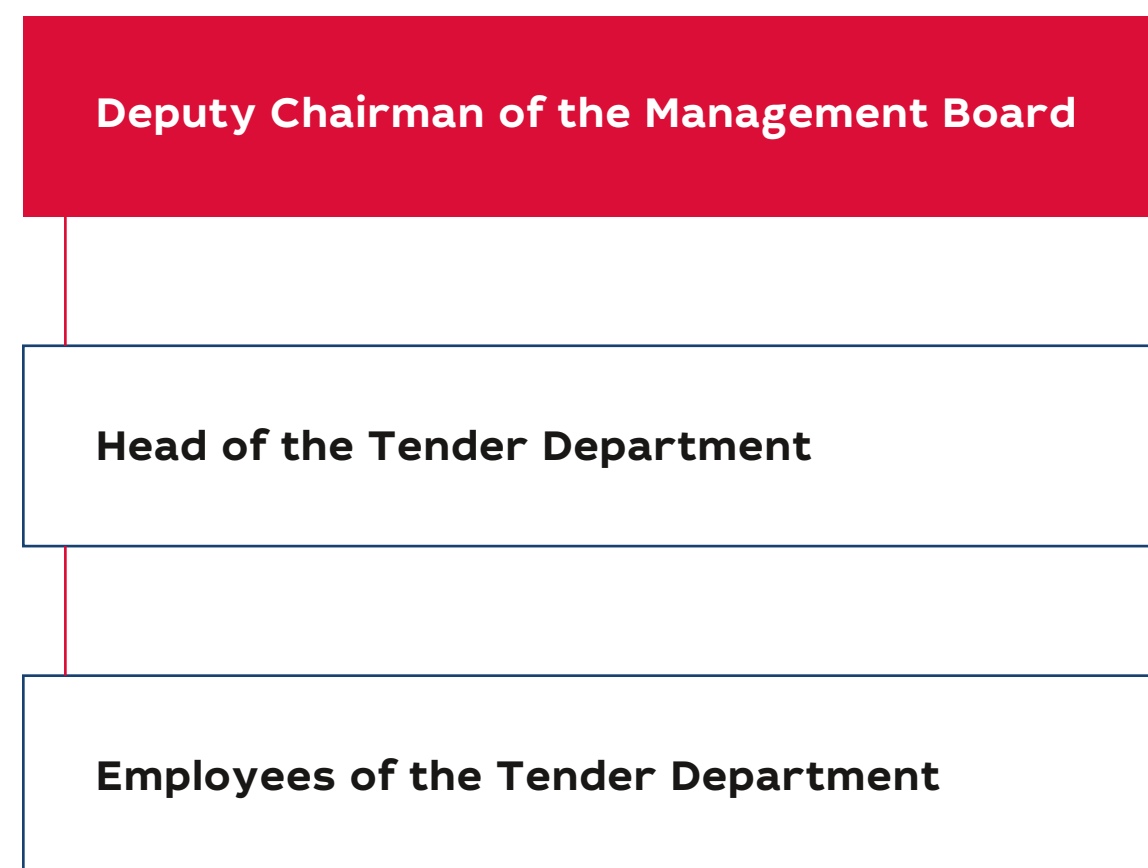 Deputy Chairman of the Management Board
Head of the Tender Department
Employees of the Tender Department